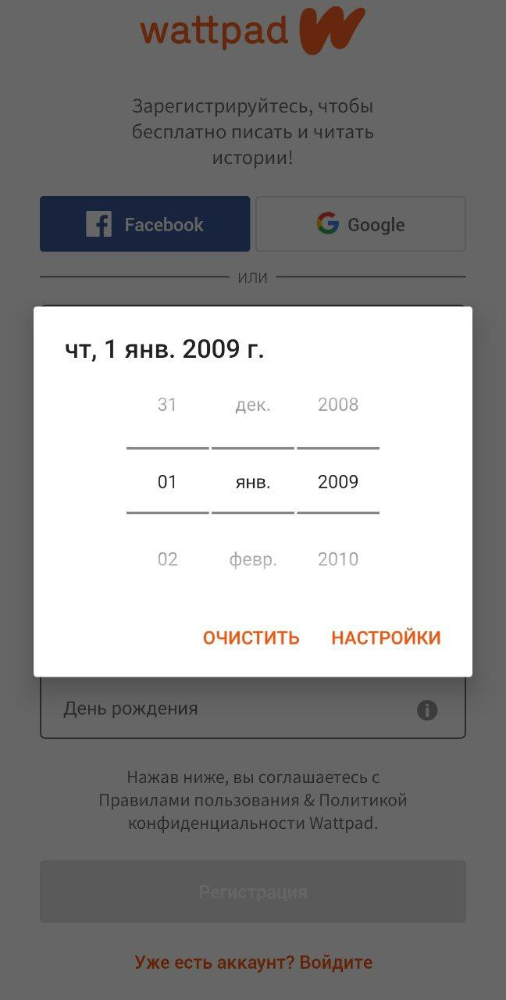 wattpad
Зарегистрируйтесь, чтобы
бесплатно писать и читать
истории!
Facebook
Google
или
чт, 1 янв. 2009 г.
31 дек. 2008
01 янв. 2009
02 февр. 2010
ОЧИСТИТЬ НАСТРОЙКИ
День рождения
Нажав ниже, вы соглашаетесь с
Правилами пользования & Политикой
конфиденциальности Wattpad.
Регистрация
Уже есть аккаунт? Войдите